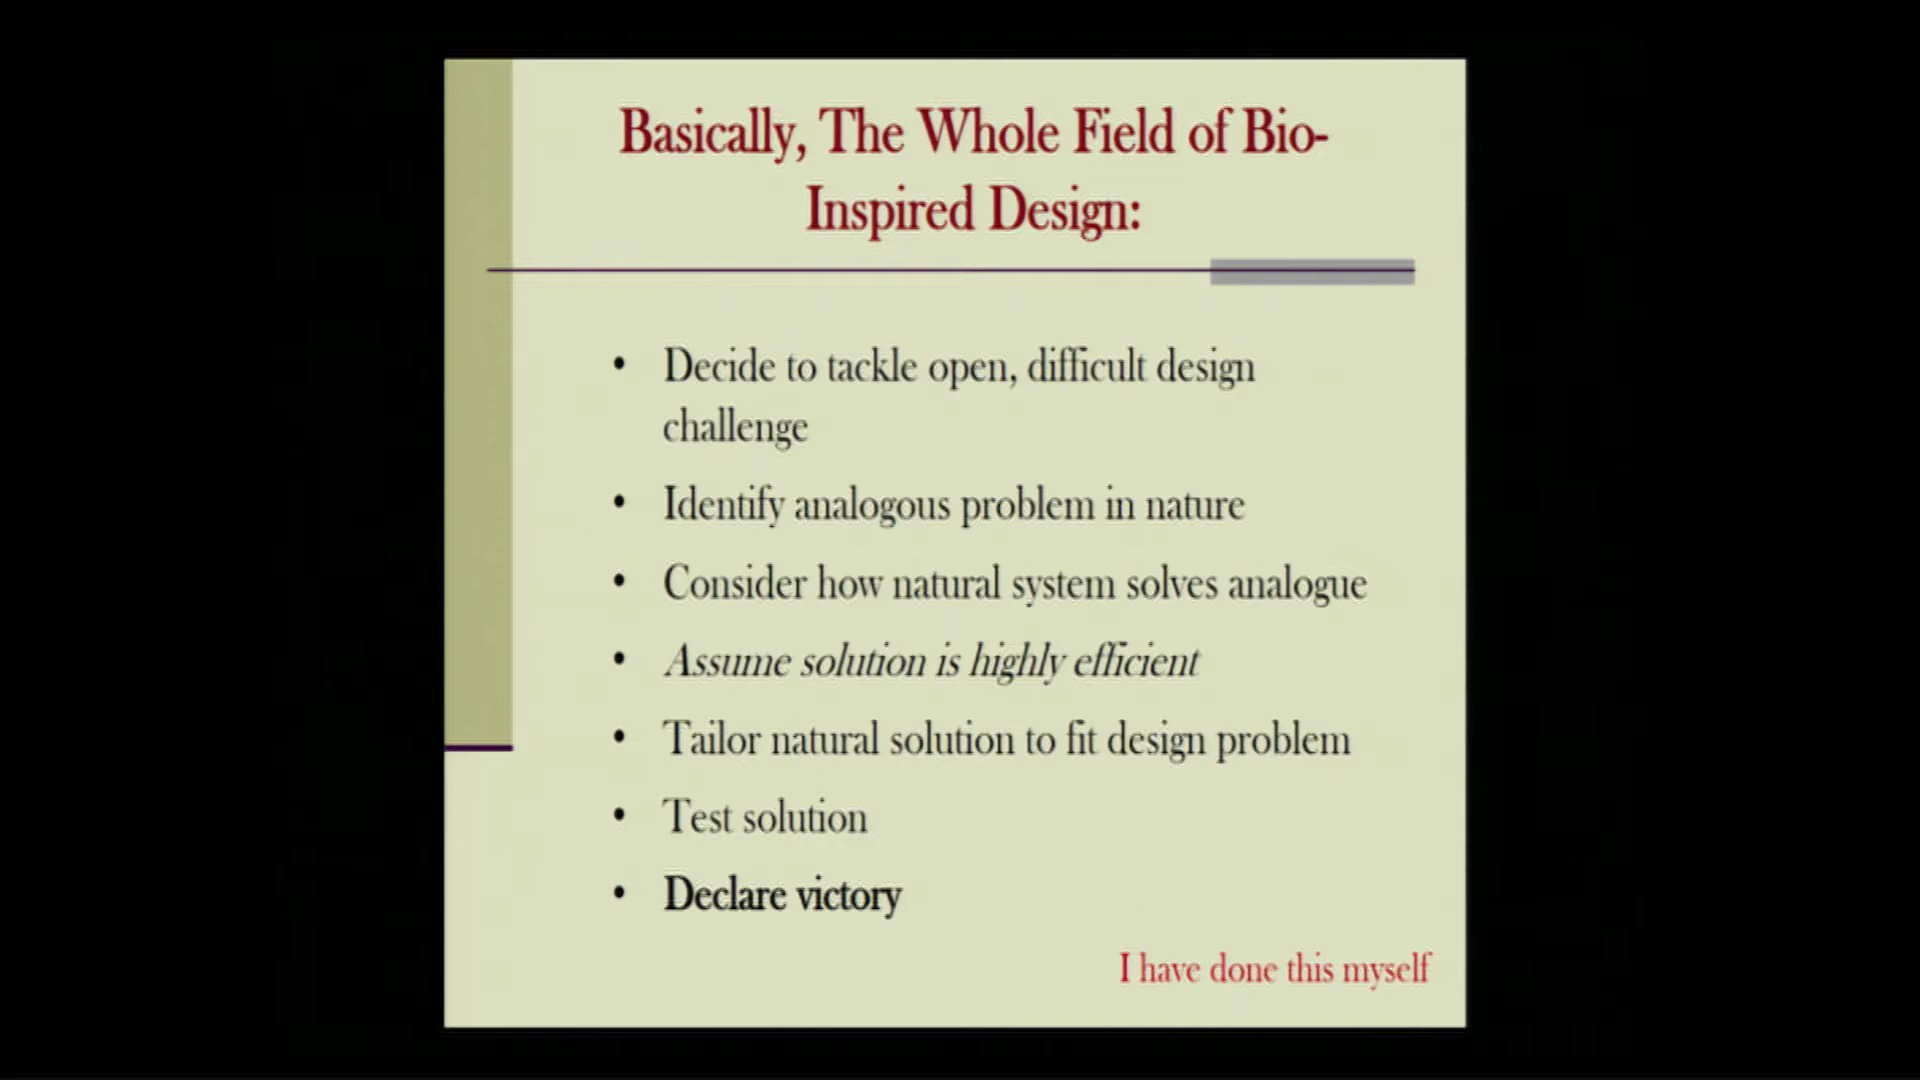 Basically, The Whole Field of Bio-
Inspired Design:
• Decide to tackle open, difficult design
challenge
• Identify analogous problem in nature
• Consider how natural system solves analogue
• Assume solution is highly efficient
• Tailor natural solution to fit design problem
• Test solution
• Declare victory
I have done this myself